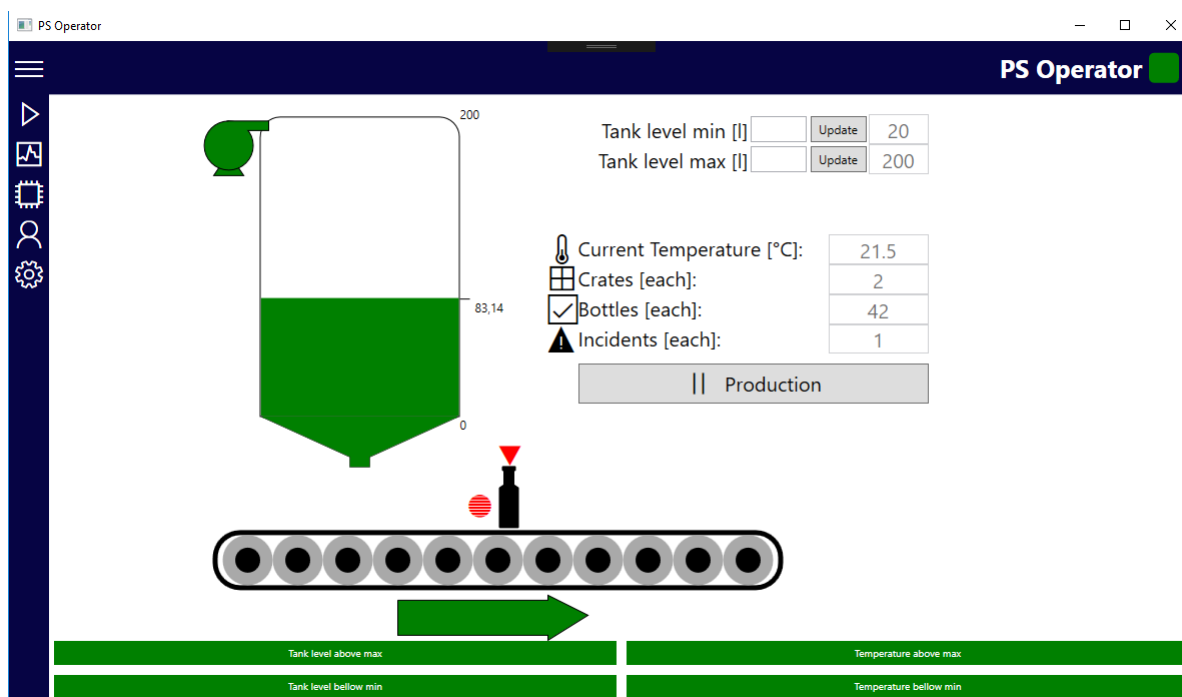 PS Operator
PS Operator
200
Tank level min [l] Update 20
Tank level max [l] Update 200
Current Temperature [°C]: 21.5
Crates [each]: 2
83,14
Bottles [each]: 42
Incidents [each]: 1
Production
0
Tank level above max Temperature above max
Tank level bellow min Temperature bellow min